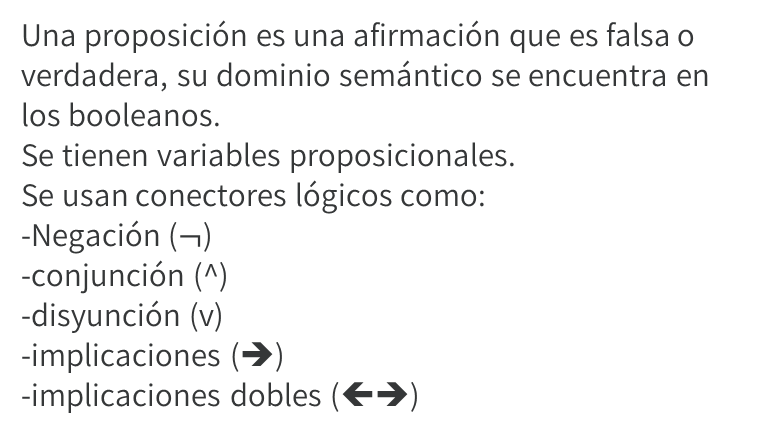 Una proposición es una afirmación que es falsa o
verdadera, su dominio semántico se encuentra en
los booleanos.
Se tienen variables proposicionales.
Se usan conectores lógicos como:
-Negación (¬)
-conjunción (^)
-disyunción (v)
-implicaciones (➔)
-implicaciones dobles (🡸➔)